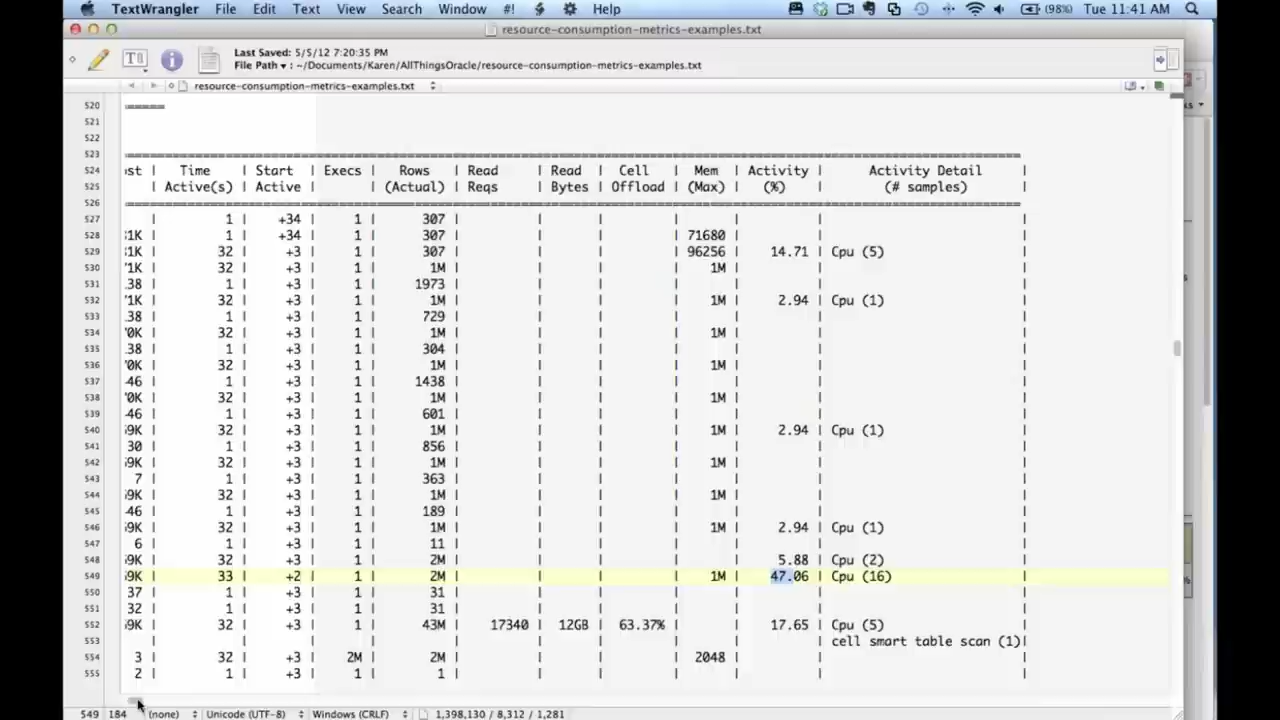 TextWrangler File Edit Text View Search Window #! Help (98%) Tue 11:41 AM
resource-consumption-metrics-examples.txt
Last Saved: 5/5/12 7:20:35 PM
File Path ▾ : ~/Documents/Karen/AllThingsOracle/resource-consumption-metrics-examples.txt
resource-consumption-metrics-examples.txt
520 =====
521
522
523 ==========
524 st | Time | Start | Execs | Rows | Read | Read | Cell | Mem | Activity | Activity Detail |
525 | Active(s) | Active | | (Actual) | Reqs | Bytes | Offload | (Max) | (%) | (# samples) |
526 ==========
527 | 1 | +34 | 1 | 307 | | | | | | |
528 1K | 1 | +34 | 1 | 307 | | | | 71680 | | |
529 1K | 32 | +3 | 1 | 307 | | | | 96256 | 14.71 | Cpu (5) |
530 1K | 32 | +3 | 1 | 1M | | | | 1M | | |
531 38 | 1 | +3 | 1 | 1973 | | | | | | |
532 1K | 32 | +3 | 1 | 1M | | | | 1M | 2.94 | Cpu (1) |
533 38 | 1 | +3 | 1 | 729 | | | | | | |
534 0K | 32 | +3 | 1 | 1M | | | | 1M | | |
535 38 | 1 | +3 | 1 | 304 | | | | | | |
536 0K | 32 | +3 | 1 | 1M | | | | 1M | | |
537 46 | 1 | +3 | 1 | 1438 | | | | | | |
538 0K | 32 | +3 | 1 | 1M | | | | 1M | | |
539 46 | 1 | +3 | 1 | 601 | | | | | | |
540 9K | 32 | +3 | 1 | 1M | | | | 1M | 2.94 | Cpu (1) |
541 30 | 1 | +3 | 1 | 856 | | | | | | |
542 9K | 32 | +3 | 1 | 1M | | | | 1M | | |
543 7 | 1 | +3 | 1 | 363 | | | | | | |
544 9K | 32 | +3 | 1 | 1M | | | | 1M | | |
545 46 | 1 | +3 | 1 | 189 | | | | | | |
546 9K | 32 | +3 | 1 | 1M | | | | 1M | 2.94 | Cpu (1) |
547 6 | 1 | +3 | 1 | 11 | | | | | | |
548 9K | 32 | +3 | 1 | 2M | | | | | 5.88 | Cpu (2) |
549 9K | 33 | +2 | 1 | 2M | | | | 1M | 47.06 | Cpu (16) |
550 37 | 1 | +3 | 1 | 31 | | | | | | |
551 32 | 1 | +3 | 1 | 31 | | | | | | |
552 9K | 32 | +3 | 1 | 43M | 17340 | 12GB | 63.37% | | 17.65 | Cpu (5) |
553 | | | | | | | | | | cell smart table scan (1)|
554 3 | 32 | +3 | 2M | 2M | | | | 2048 | | |
555 2 | 1 | +3 | 1 | 1 | | | | | | |
549 184 (none) Unicode (UTF-8) Windows (CRLF) 1,398,130 / 8,312 / 1,281